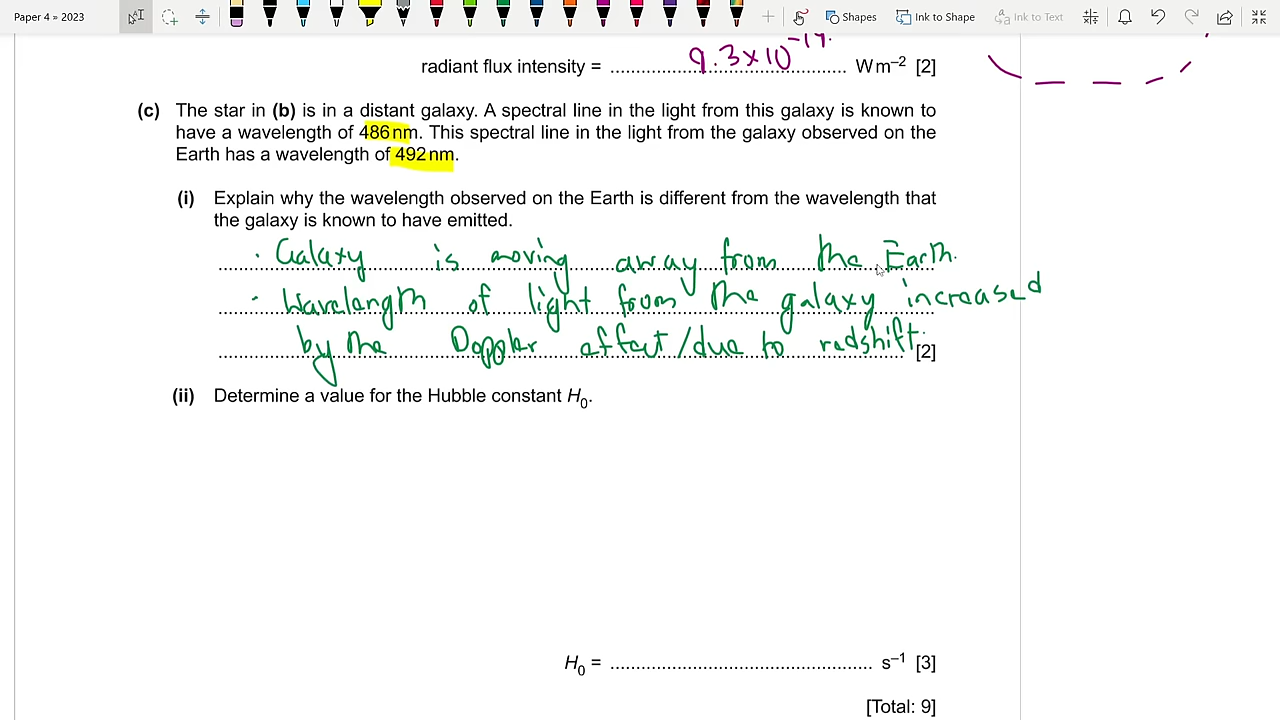 Paper 4 » 2023
Shapes
Ink to Shape
Ink to Text
9.3×10⁻¹⁹.
radiant flux intensity = .............................................. W m⁻² [2]
(c) The star in (b) is in a distant galaxy. A spectral line in the light from this galaxy is known to
have a wavelength of 486 nm. This spectral line in the light from the galaxy observed on the
Earth has a wavelength of 492 nm.
(i) Explain why the wavelength observed on the Earth is different from the wavelength that
the galaxy is known to have emitted.
· Galaxy is moving away from the Earth.
· Wavelength of light from the galaxy increased
by the Doppler effect / due to redshift.
[2]
(ii) Determine a value for the Hubble constant H₀.
H₀ = .................................................. s⁻¹ [3]
[Total: 9]